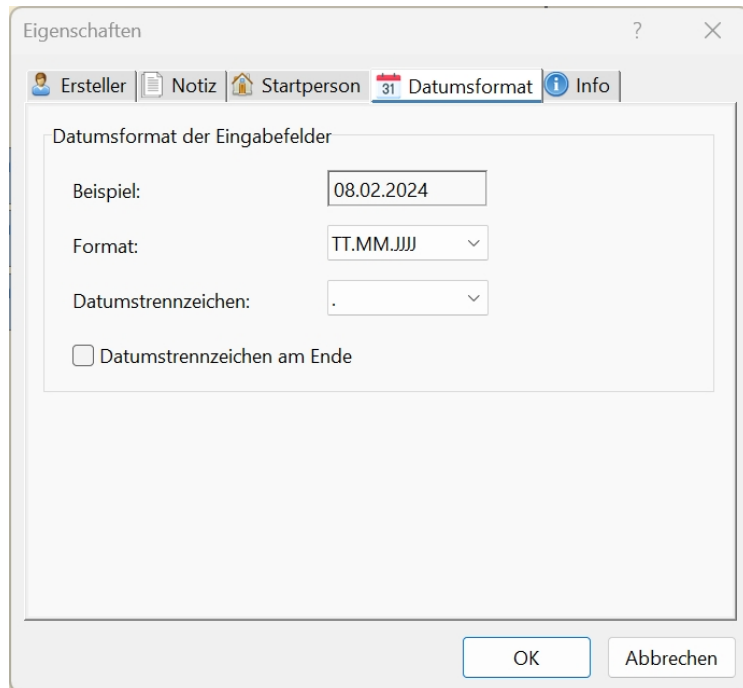 Eigenschaften
Ersteller Notiz Startperson 31 Datumsformat Info
Datumsformat der Eingabefelder
Beispiel: 08.02.2024
Format: TT.MM.JJJJ
Datumstrennzeichen: .
Datumstrennzeichen am Ende
OK Abbrechen